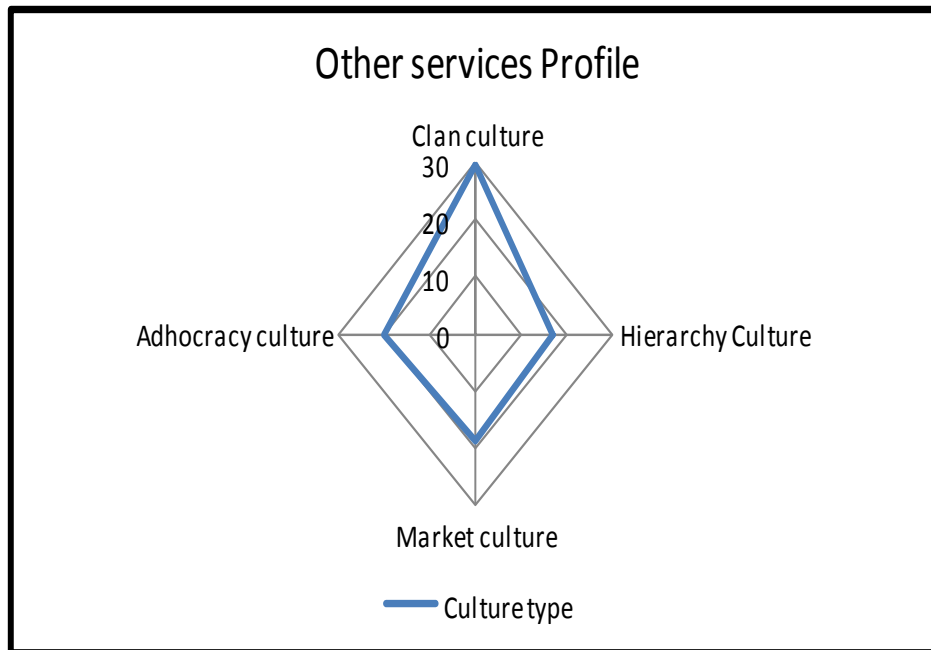 Other services Profile
Clan culture
30
20
10
0
Adhocracy culture
Hierarchy Culture
Market culture
Culture type